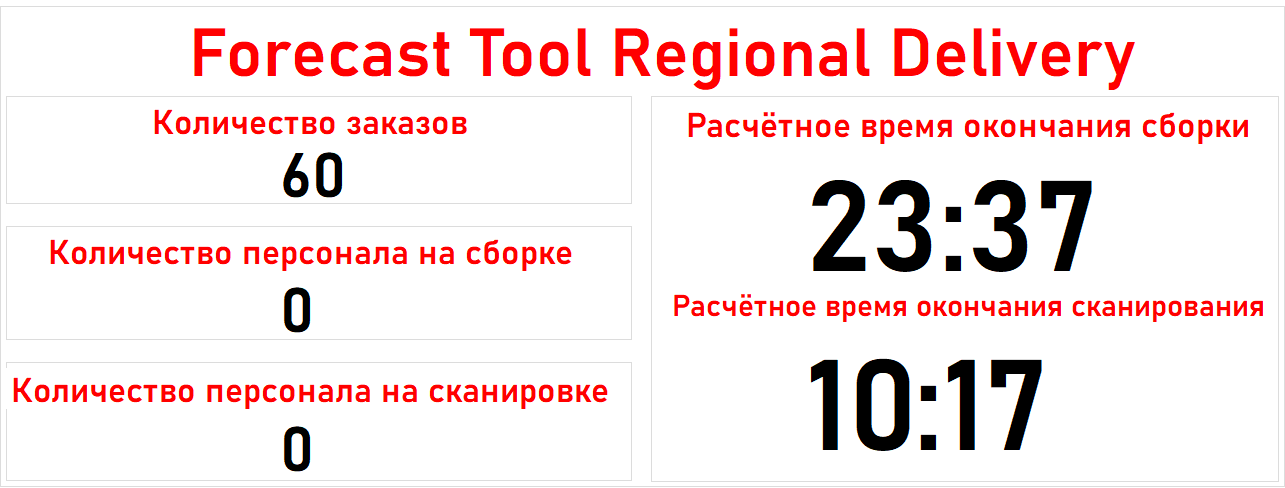 Forecast Tool Regional Delivery
Количество заказов
60
Количество персонала на сборке
0
Количество персонала на сканировке
0
Расчётное время окончания сборки
23:37
Расчётное время окончания сканирования
10:17